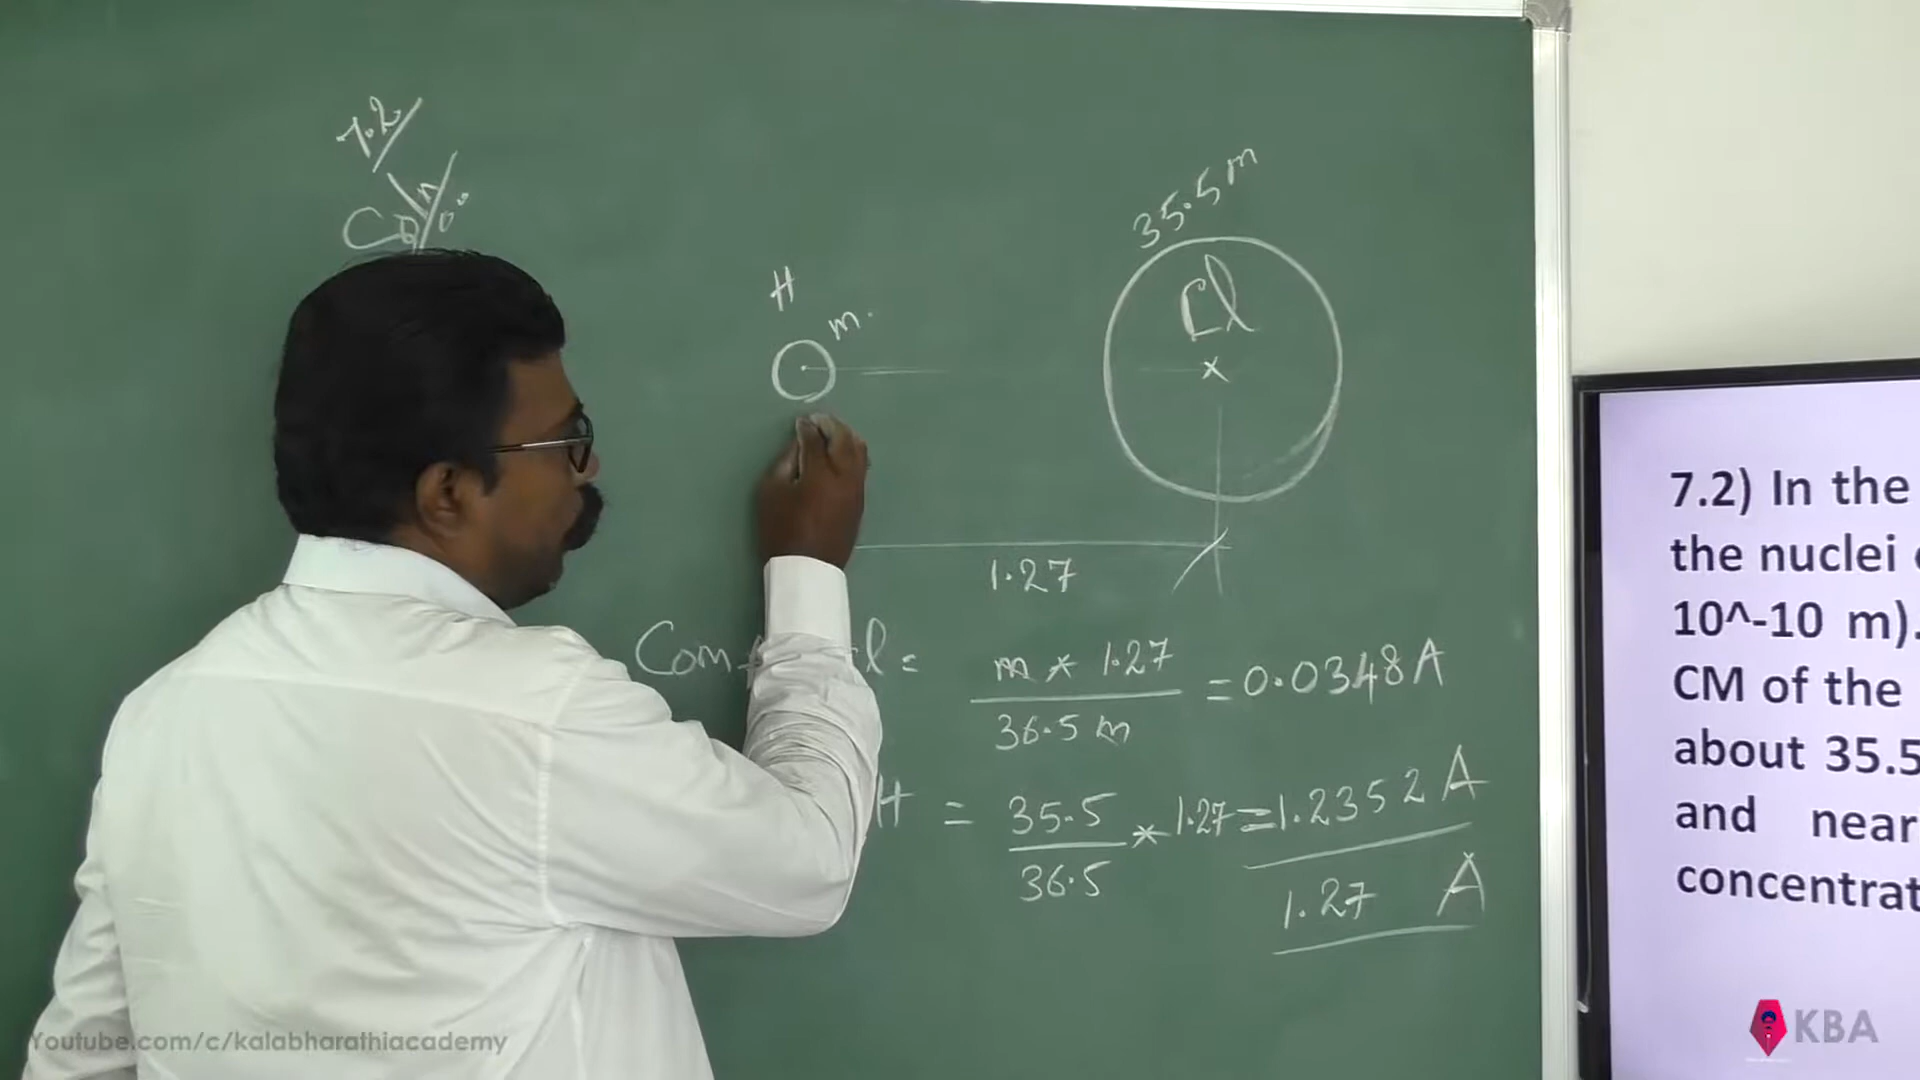 7.2
35.5 m
Cl
H
m.
x
1.27
Com
l = m * 1.27 / 36.5 m = 0.0348 A
H = 35.5 / 36.5 * 1.27 = 1.2352 A
1.27 A
7.2) In the
the nuclei
10^-10 m).
CM of the
about 35.5
and near
concentrat
KBA
Youtube.com/c/kalabharathiacademy